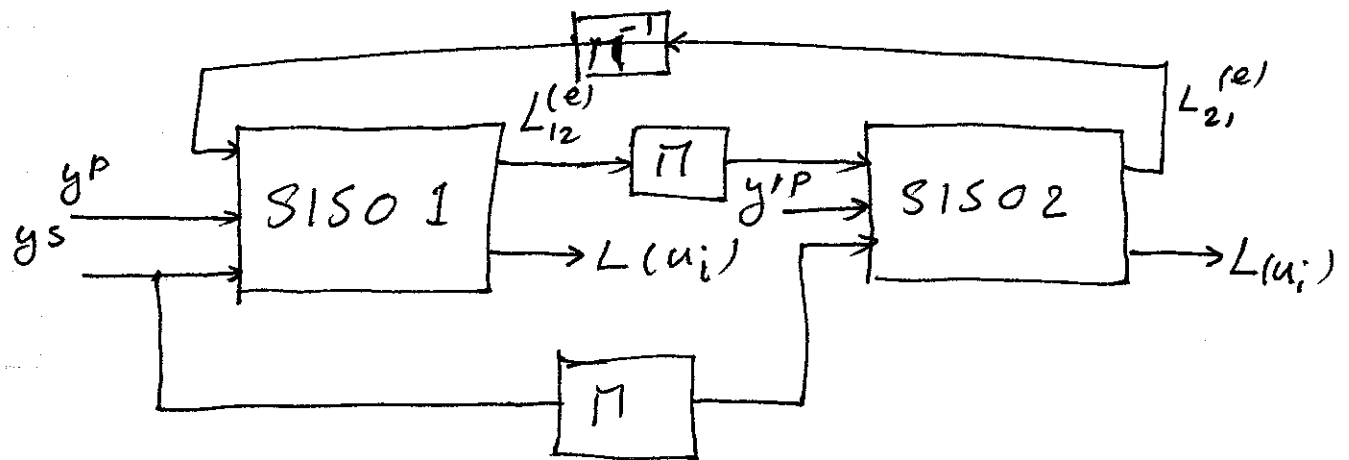 Π⁻¹
L₁₂⁽ᵉ⁾
L₂₁⁽ᵉ⁾
yᴾ
SISO 1
Π
y'ᴾ
SISO 2
yˢ
L(uᵢ)
L(uᵢ)
Π